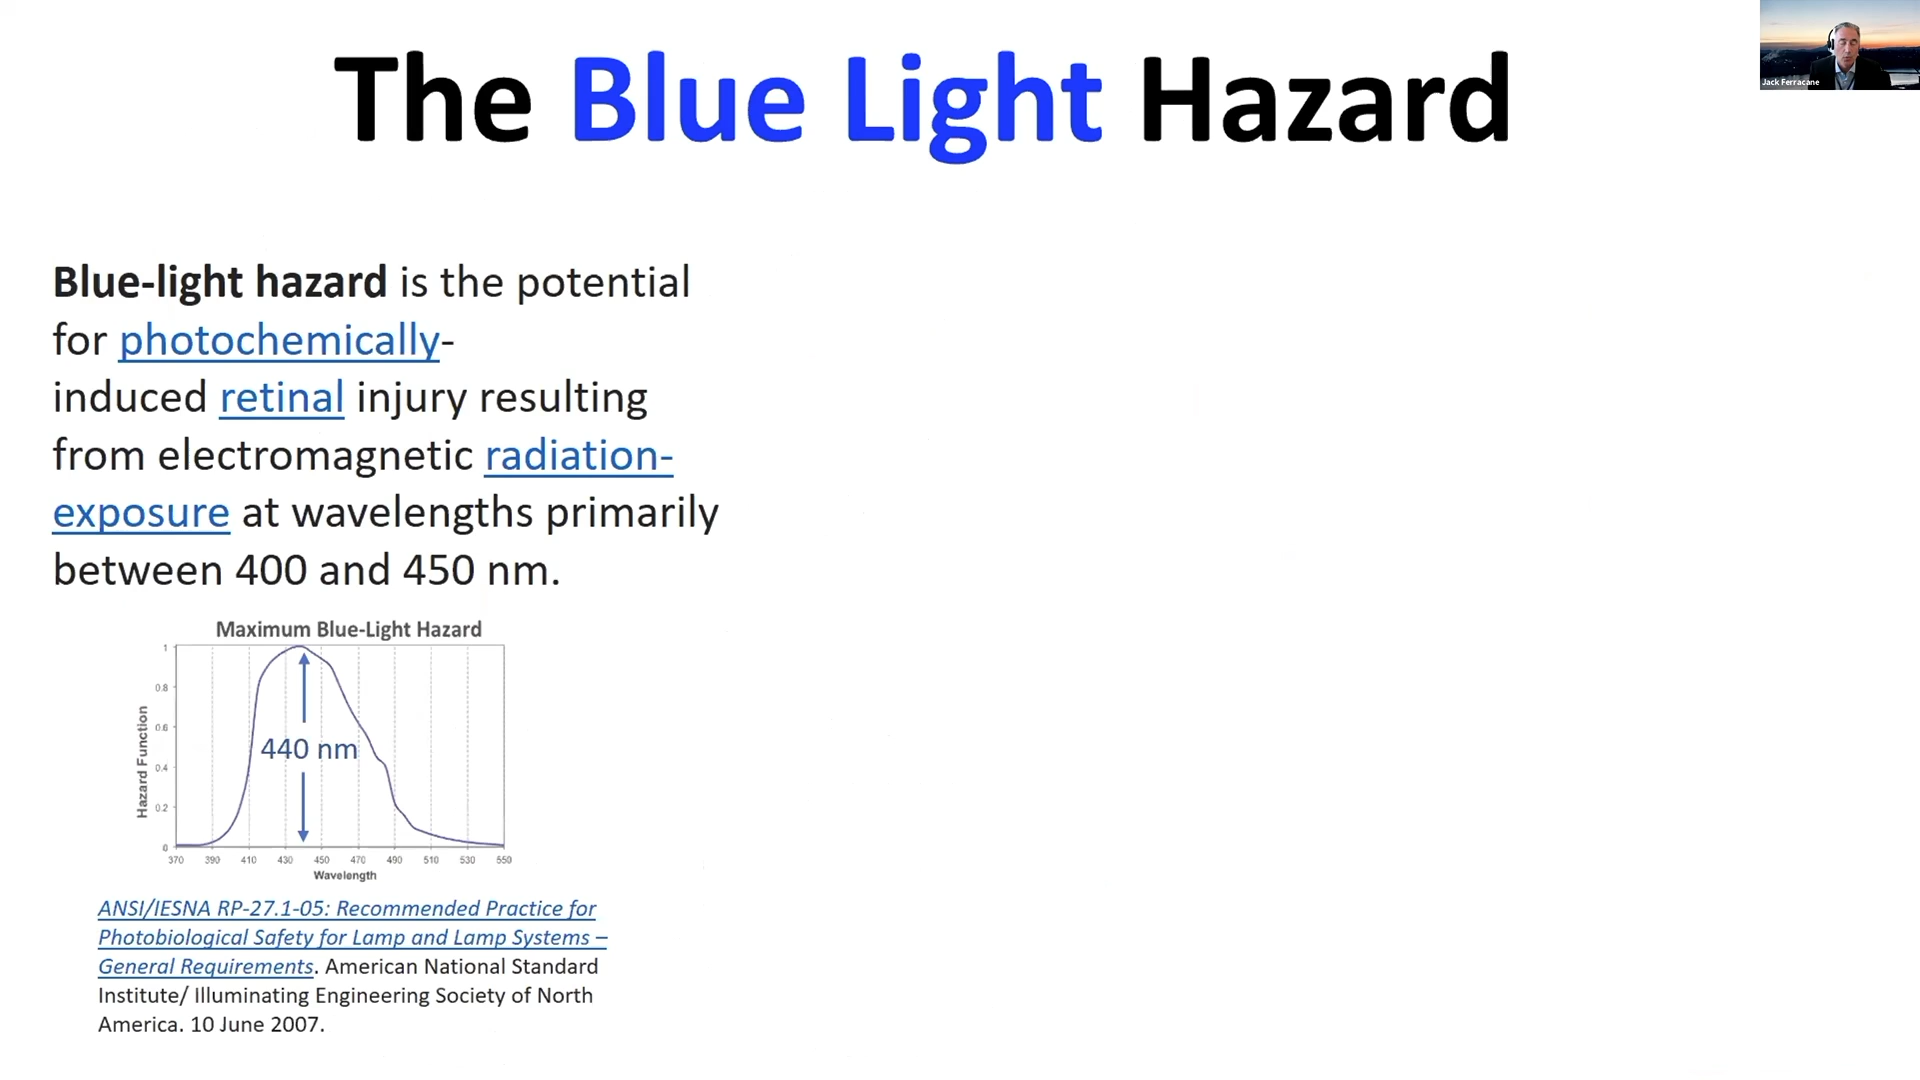 The Blue Light Hazard
Jack Ferracane
Blue-light hazard is the potential
for photochemically-
induced retinal injury resulting
from electromagnetic radiation-
exposure at wavelengths primarily
between 400 and 450 nm.
Maximum Blue-Light Hazard
Hazard Function
1
0.8
0.6
0.4
0.2
0
440 nm
370 390 410 430 450 470 490 510 530 550
Wavelength
ANSI/IESNA RP-27.1-05: Recommended Practice for
Photobiological Safety for Lamp and Lamp Systems –
General Requirements. American National Standard
Institute/ Illuminating Engineering Society of North
America. 10 June 2007.